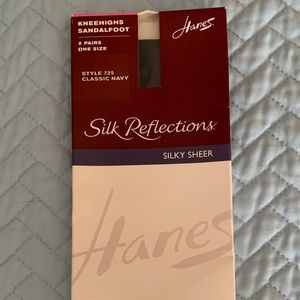 KNEEHIGHS
SANDALFOOT
2 PAIRS
ONE SIZE
Hanes
STYLE 725
CLASSIC NAVY
Silk Reflections
SILKY SHEER
Hanes